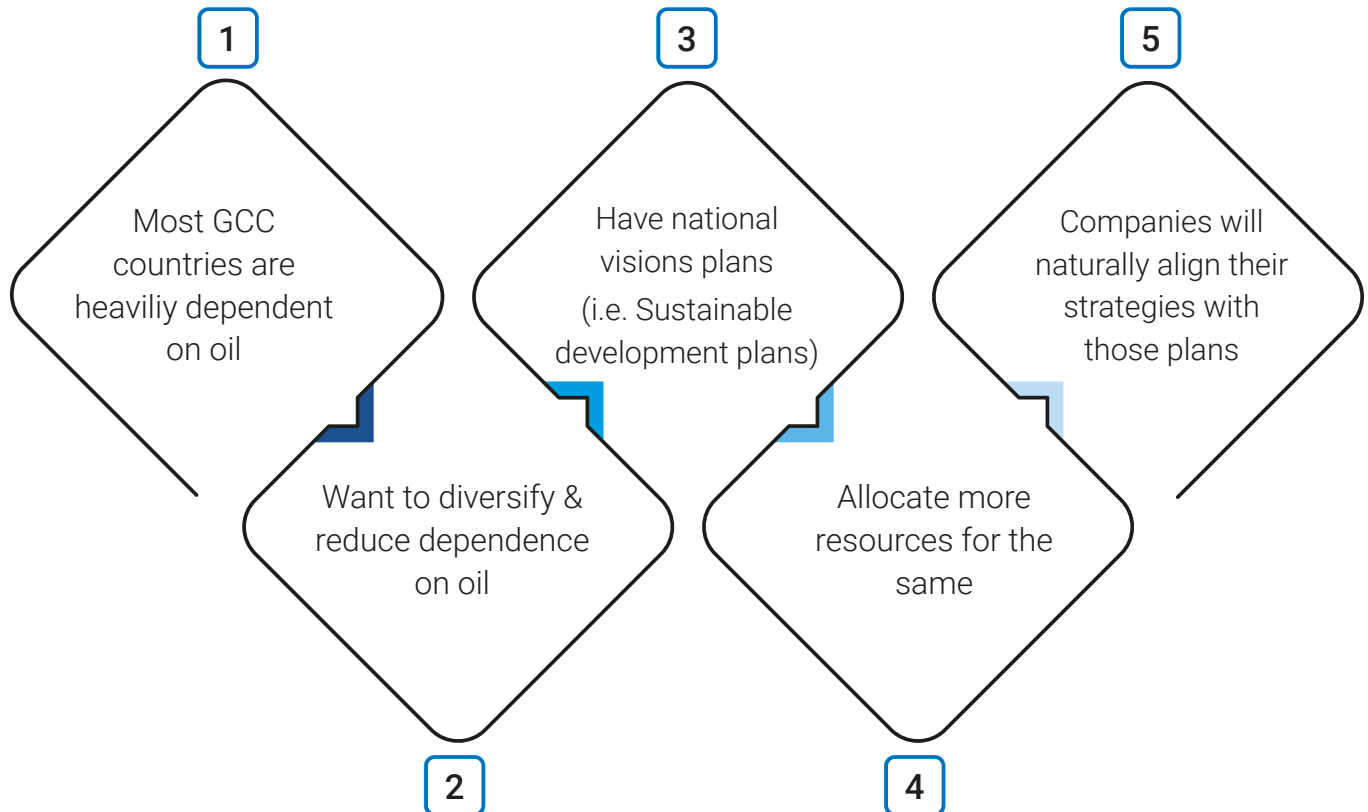 1
Most GCC
countries are
heaviliy dependent
on oil
2
Want to diversify &
reduce dependence
on oil
3
Have national
visions plans
(i.e. Sustainable
development plans)
4
Allocate more
resources for the
same
5
Companies will
naturally align their
strategies with
those plans